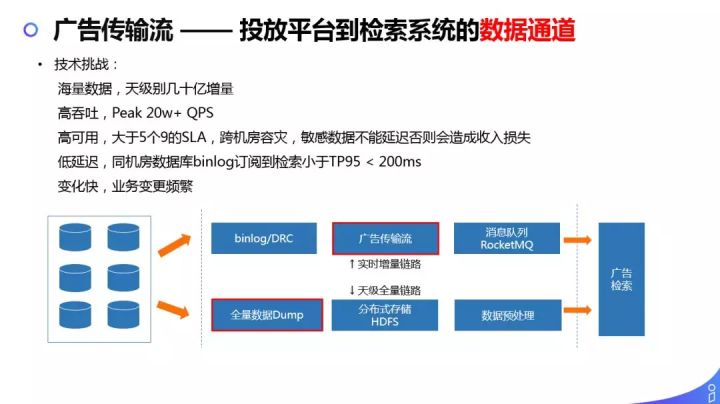 广告传输流 —— 投放平台到检索系统的数据通道
• 技术挑战：
海量数据，天级别几十亿增量
高吞吐，Peak 20w+ QPS
高可用，大于5个9的SLA，跨机房容灾，敏感数据不能延迟否则会造成收入损失
低延迟，同机房数据库binlog订阅到检索小于TP95 < 200ms
变化快，业务变更频繁
binlog/DRC
广告传输流
消息队列
RocketMQ
↑实时增量链路
↓天级全量链路
全量数据Dump
分布式存储
HDFS
数据预处理
广告
检索